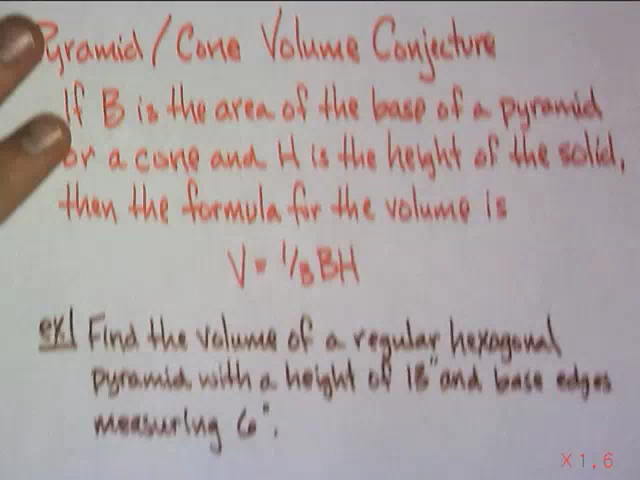 Pyramid / Cone Volume Conjecture
If B is the area of the base of a pyramid
or a cone and H is the height of the solid,
then the formula for the volume is
V = 1/3 BH
ex1 Find the volume of a regular hexagonal
pyramid with a height of 18" and base edges
measuring 6".
X1,6